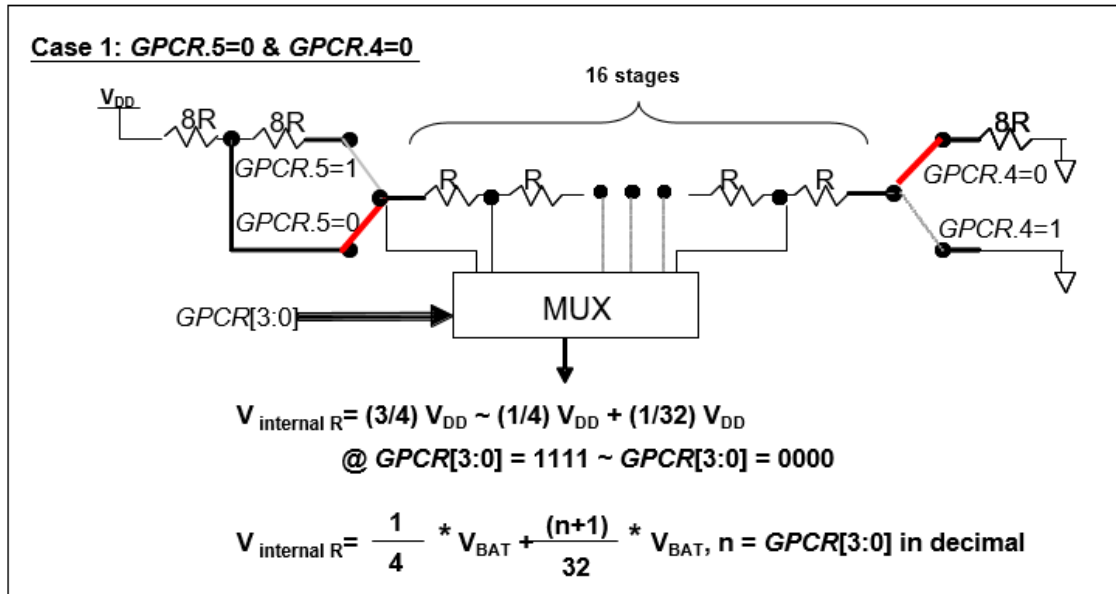 Case 1: GPCR.5=0 & GPCR.4=0
16 stages
VDD
8R 8R 8R
GPCR.5=1 R R R R GPCR.4=0
GPCR.5=0 GPCR.4=1
MUX
GPCR[3:0]
V internal R= (3/4) VDD ~ (1/4) VDD + (1/32) VDD
@ GPCR[3:0] = 1111 ~ GPCR[3:0] = 0000
V internal R= 1/4 * VBAT + (n+1)/32 * VBAT, n = GPCR[3:0] in decimal